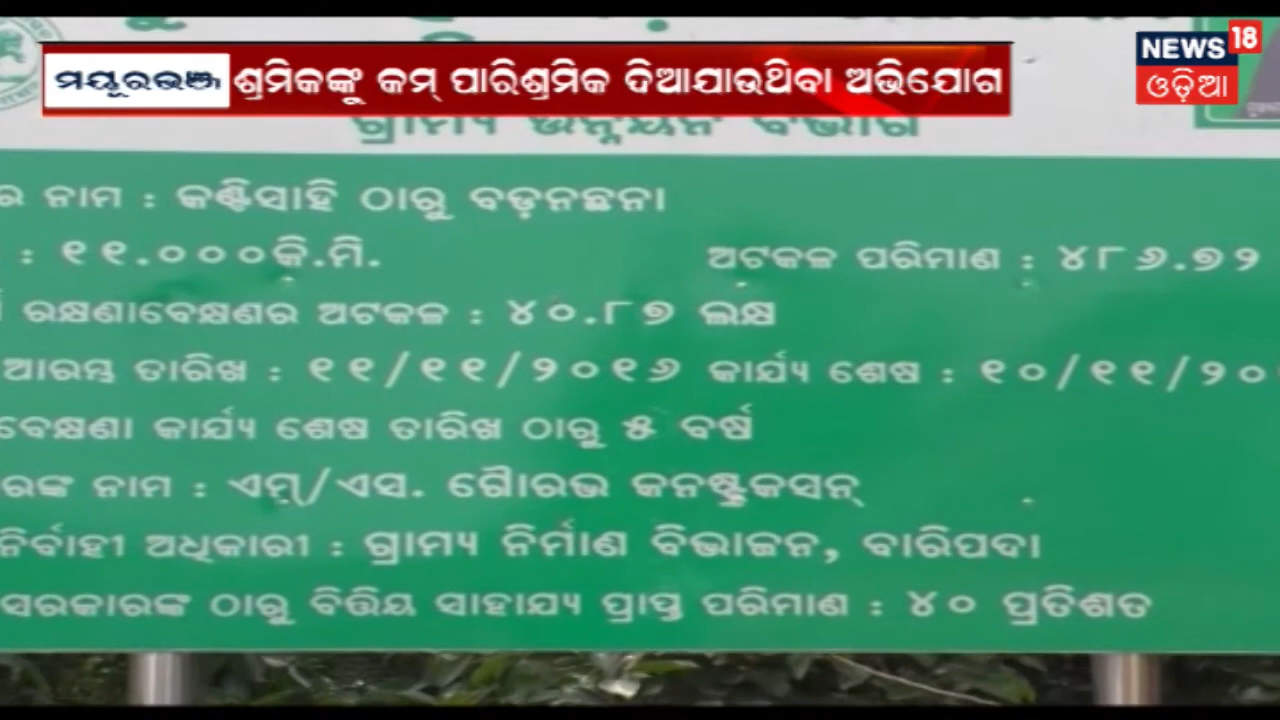 NEWS 18
ଓଡ଼ିଆ
ମୟୂରଭଞ୍ଜ ଶ୍ରମିକଙ୍କୁ କମ୍ ପାରିଶ୍ରମିକ ଦିଆଯାଉଥିବା ଅଭିଯୋଗ
ଗ୍ରାମ୍ୟ ଉନ୍ନୟନ ବିଭାଗ
ର ନାମ : କଣ୍ଟିସାହି ଠାରୁ ବଡ଼ନଛନା
: ୧୧.୦୦୦କି.ମି. ଅଟକଳ ପରିମାଣ : ୪୮୬.୭୨
ରକ୍ଷଣାବେକ୍ଷଣର ଅଟକଳ : ୪୦.୮୭ ଲକ୍ଷ
ଆରମ୍ଭ ତାରିଖ : ୧୧/୧୧/୨୦୧୬ କାର୍ଯ୍ୟ ଶେଷ : ୧୦/୧୧/୨୦
ବେକ୍ଷଣା କାର୍ଯ୍ୟ ଶେଷ ତାରିଖ ଠାରୁ ୫ ବର୍ଷ
ରଙ୍କ ନାମ : ଏମ୍/ଏସ. ଗୌରଭ କନଷ୍ଟ୍ରକସନ୍
ନିର୍ବାହୀ ଅଧିକାରୀ : ଗ୍ରାମ୍ୟ ନିର୍ମାଣ ବିଭାଜନ, ବାରିପଦା
ସରକାରଙ୍କ ଠାରୁ ବିତ୍ତିୟ ସାହାଯ୍ୟ ପ୍ରାପ୍ତ ପରିମାଣ : ୪୦ ପ୍ରତିଶତ